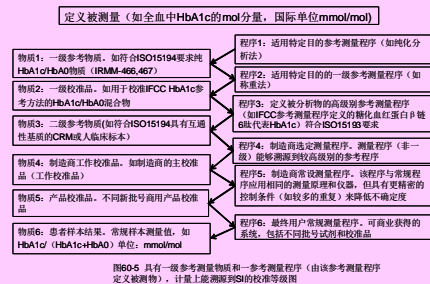 定义被测量（如全血中HbA1c的mol分量，国际单位mmol/mol)
物质1：一级参考物质。如符合ISO15194要求纯
HbA1c/HbA0物质（IRMM-466,467）
物质2：一级校准品。如用于校准IFCC HbA1c参
考方法的HbA1c/HbA0混合物
物质3：二级参考物质(如符合ISO15194具有互通
性基质的CRM或人临床标本）
物质4：制造商工作校准品。如制造商的主校准
品（工作校准品）
物质5：产品校准品。不同新批号商用产品校准
品
物质6：患者样本结果。常规样本测量值，如
HbA1c/（HbA1c+HbA0）单位：mmol/mol
程序1：适用特定目的参考测量程序（如纯化分
析法）
程序2：适用特定目的的一级参考测量程序（如
称重法）
程序3：定义被分析物的高级别参考测量程序
（如IFCC参考测量程序定义的糖化血红蛋白β链
6肽代表HbA1c）符合ISO15193要求
程序4：制造商选定测量程序。测量程序（非一
级）能够溯源到较高级别的参考程序
程序5：制造商常设测量程序。该程序与常规程
序应用相同的测量原理和仪器，但具有更精密的
控制条件（如较多的重复）来降低不确定度
程序6：最终用户常规测量程序。可商业获得的
系统，包括不同批号试剂和校准品
图60-5 具有一级参考测量物质和一参考测量程序（由该参考测量程序
定义被测物），计量上能溯源到SI的校准等级图